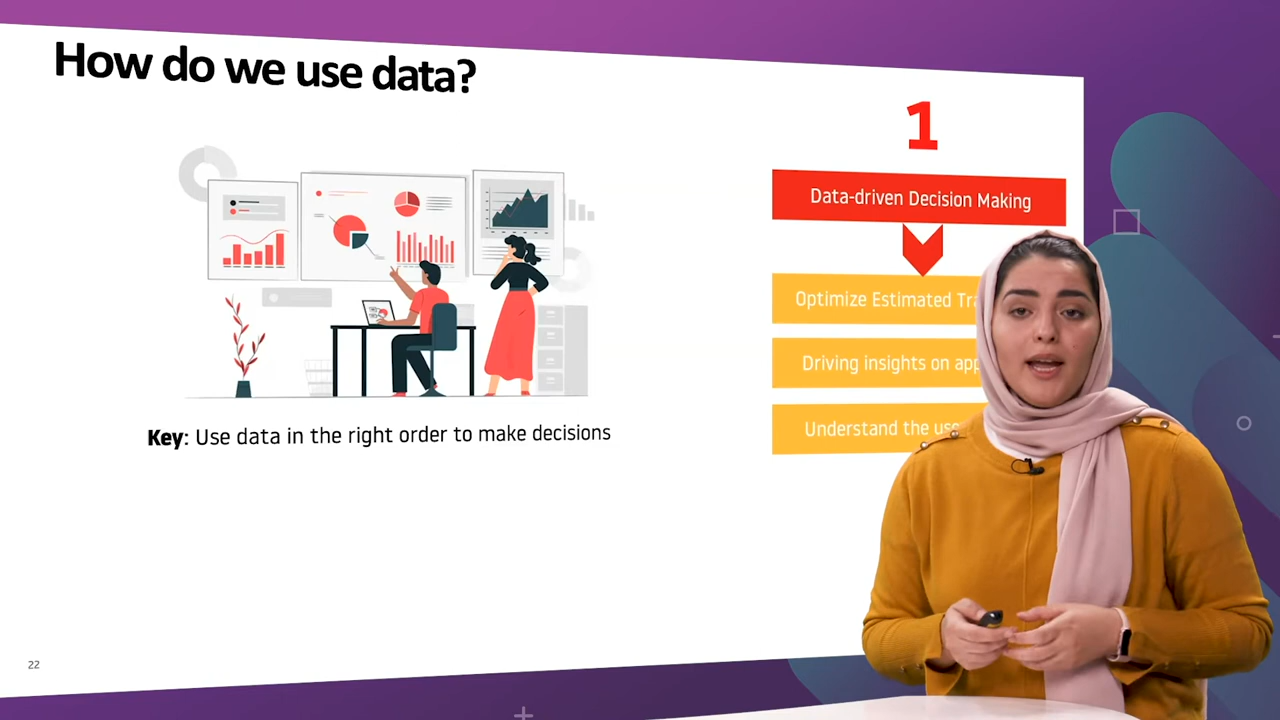 How do we use data?
1
Data-driven Decision Making
Optimize Estimated
Driving insights on
Understand the
Key: Use data in the right order to make decisions
22